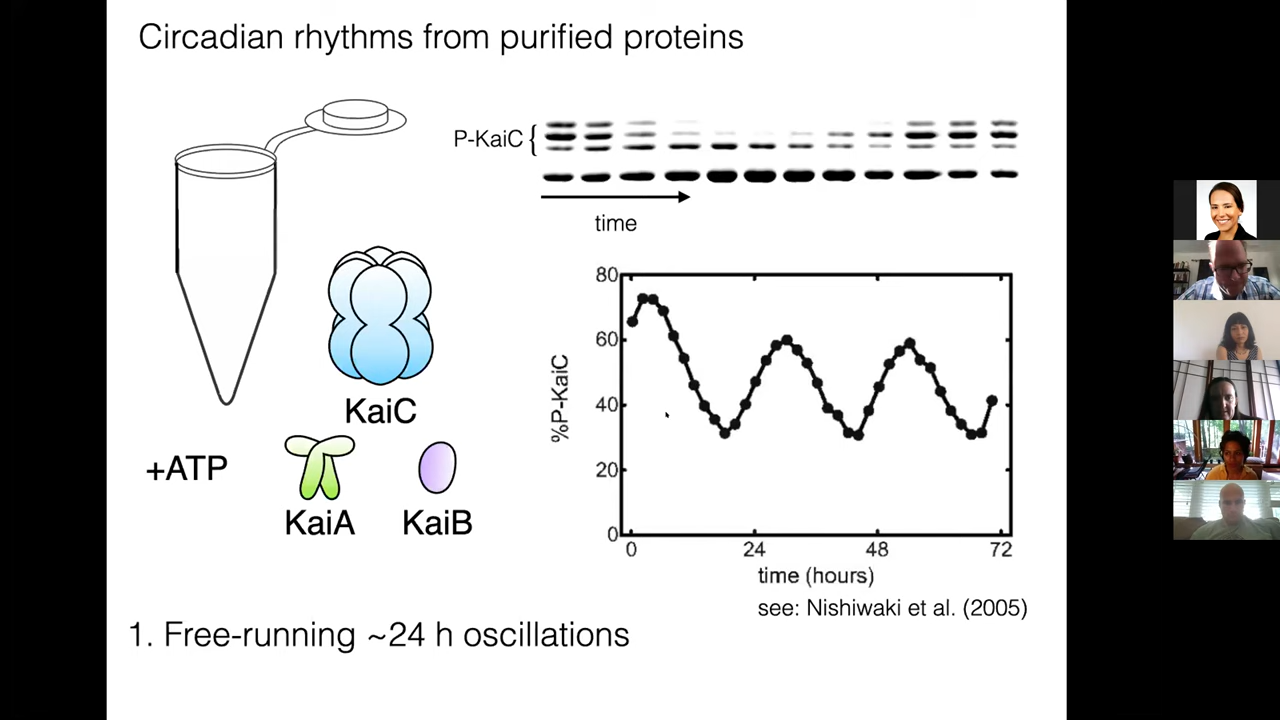 Circadian rhythms from purified proteins
P-KaiC {
time
KaiC
+ATP
KaiA
KaiB
80
60
40
20
0
%P-KaiC
0 24 48 72
time (hours)
see: Nishiwaki et al. (2005)
1. Free-running ~24 h oscillations